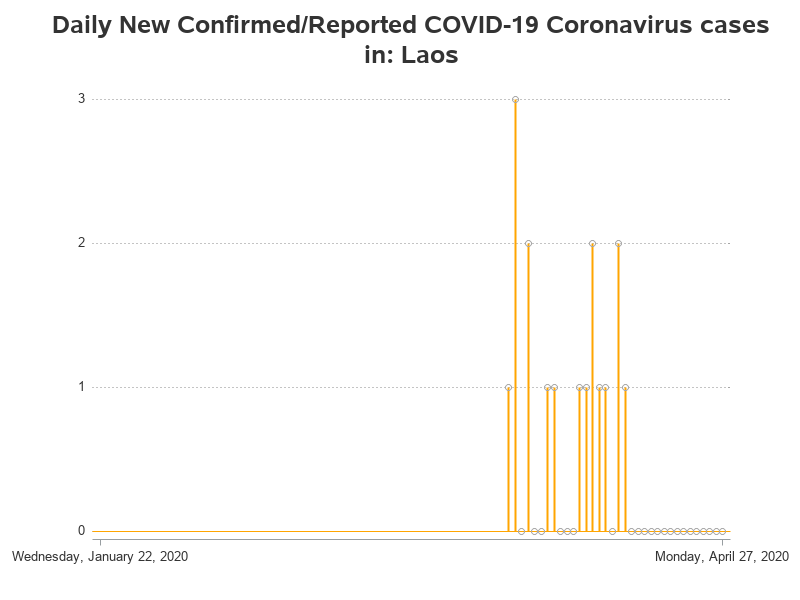 Daily New Confirmed/Reported COVID-19 Coronavirus cases
in: Laos
3
2
1
0
Wednesday, January 22, 2020 Monday, April 27, 2020